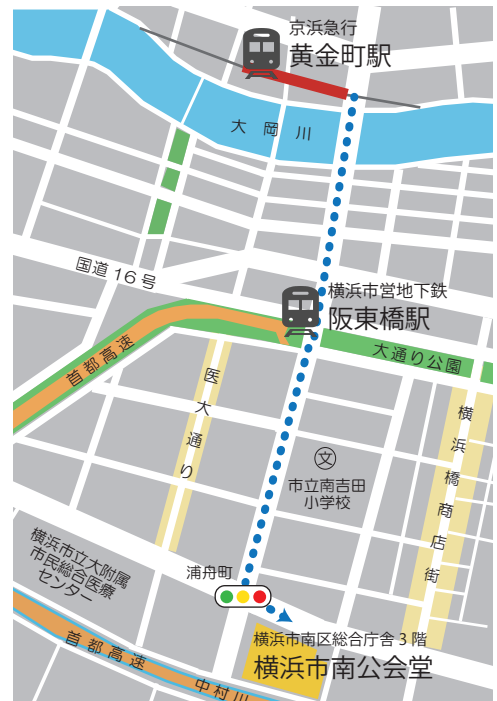 京浜急行
黄金町駅
大岡川
国道16号
横浜市営地下鉄
阪東橋駅
大通り公園
首都高速
医大通り
横浜橋商店街
文
市立南吉田
小学校
横浜市立大附属
市民総合医療
センター
浦舟町
横浜市南区総合庁舎3階
横浜市南公会堂
首都高速
中村川